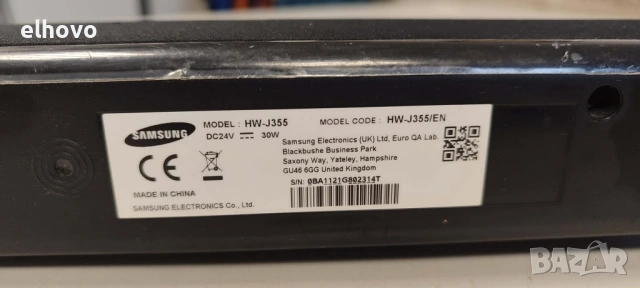 elhovo
SAMSUNG
MODEL : HW-J355
MODEL CODE : HW-J355/EN
DC24V 30W
Samsung Electronics (UK) Ltd, Euro QA Lab.
Blackbushe Business Park
Saxony Way, Yateley, Hampshire
GU46 6GG United Kingdom
CE
S/N: 0BA1121G802314T
MADE IN CHINA
SAMSUNG ELECTRONICS Co., Ltd.
BAZAR